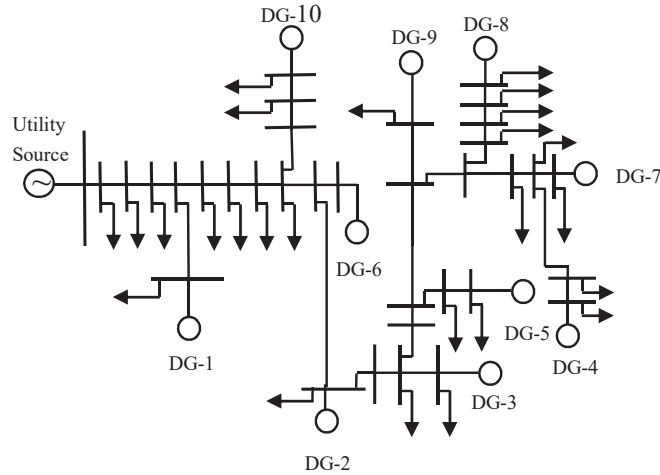 DG-10
DG-9
DG-8
Utility
Source
~
DG-7
DG-6
DG-5
DG-1
DG-4
DG-3
DG-2